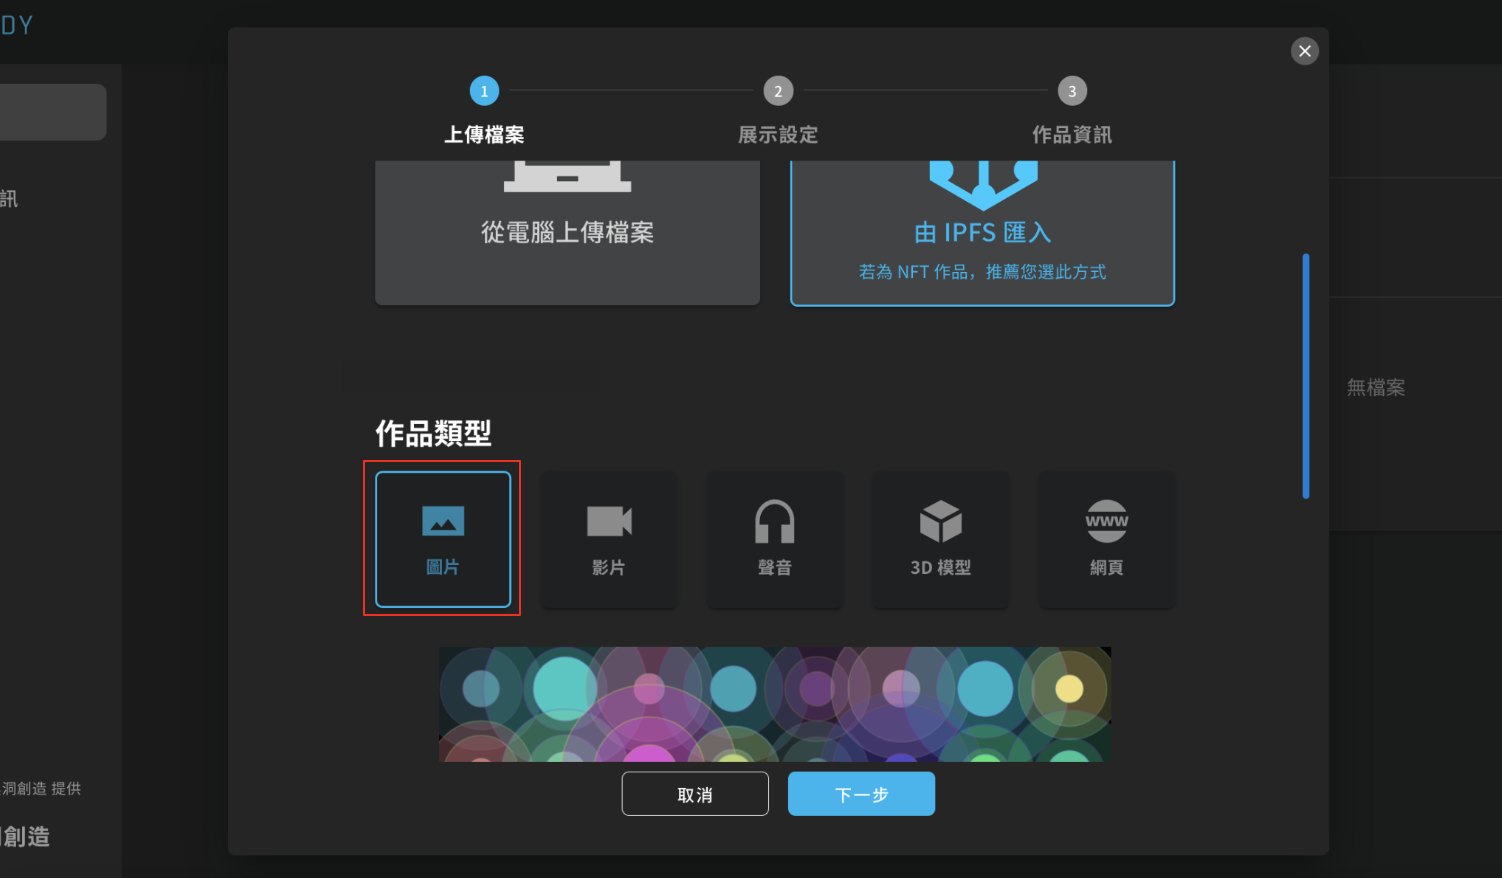 DY
1
2
3
上傳檔案
展示設定
作品資訊
訊
從電腦上傳檔案
由 IPFS 匯入
若為 NFT 作品，推薦您選此方式
無檔案
作品類型
圖片
影片
聲音
3D 模型
www
網頁
洞創造 提供
創造
取消
下一步